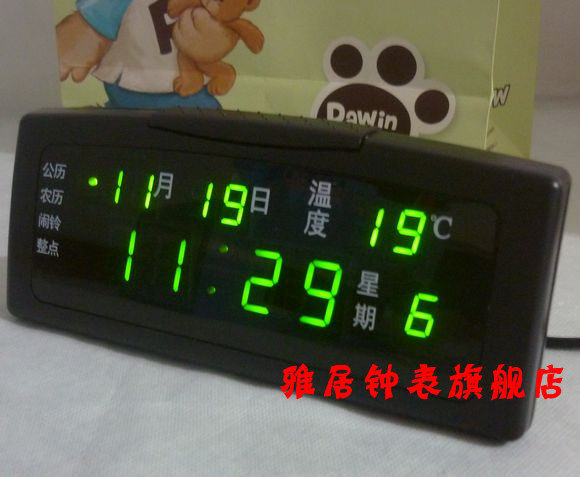 P
DaWin
公历
农历
闹铃
整点
11月 19日 温度 19℃
11:29 星期 6
雅居钟表旗舰店